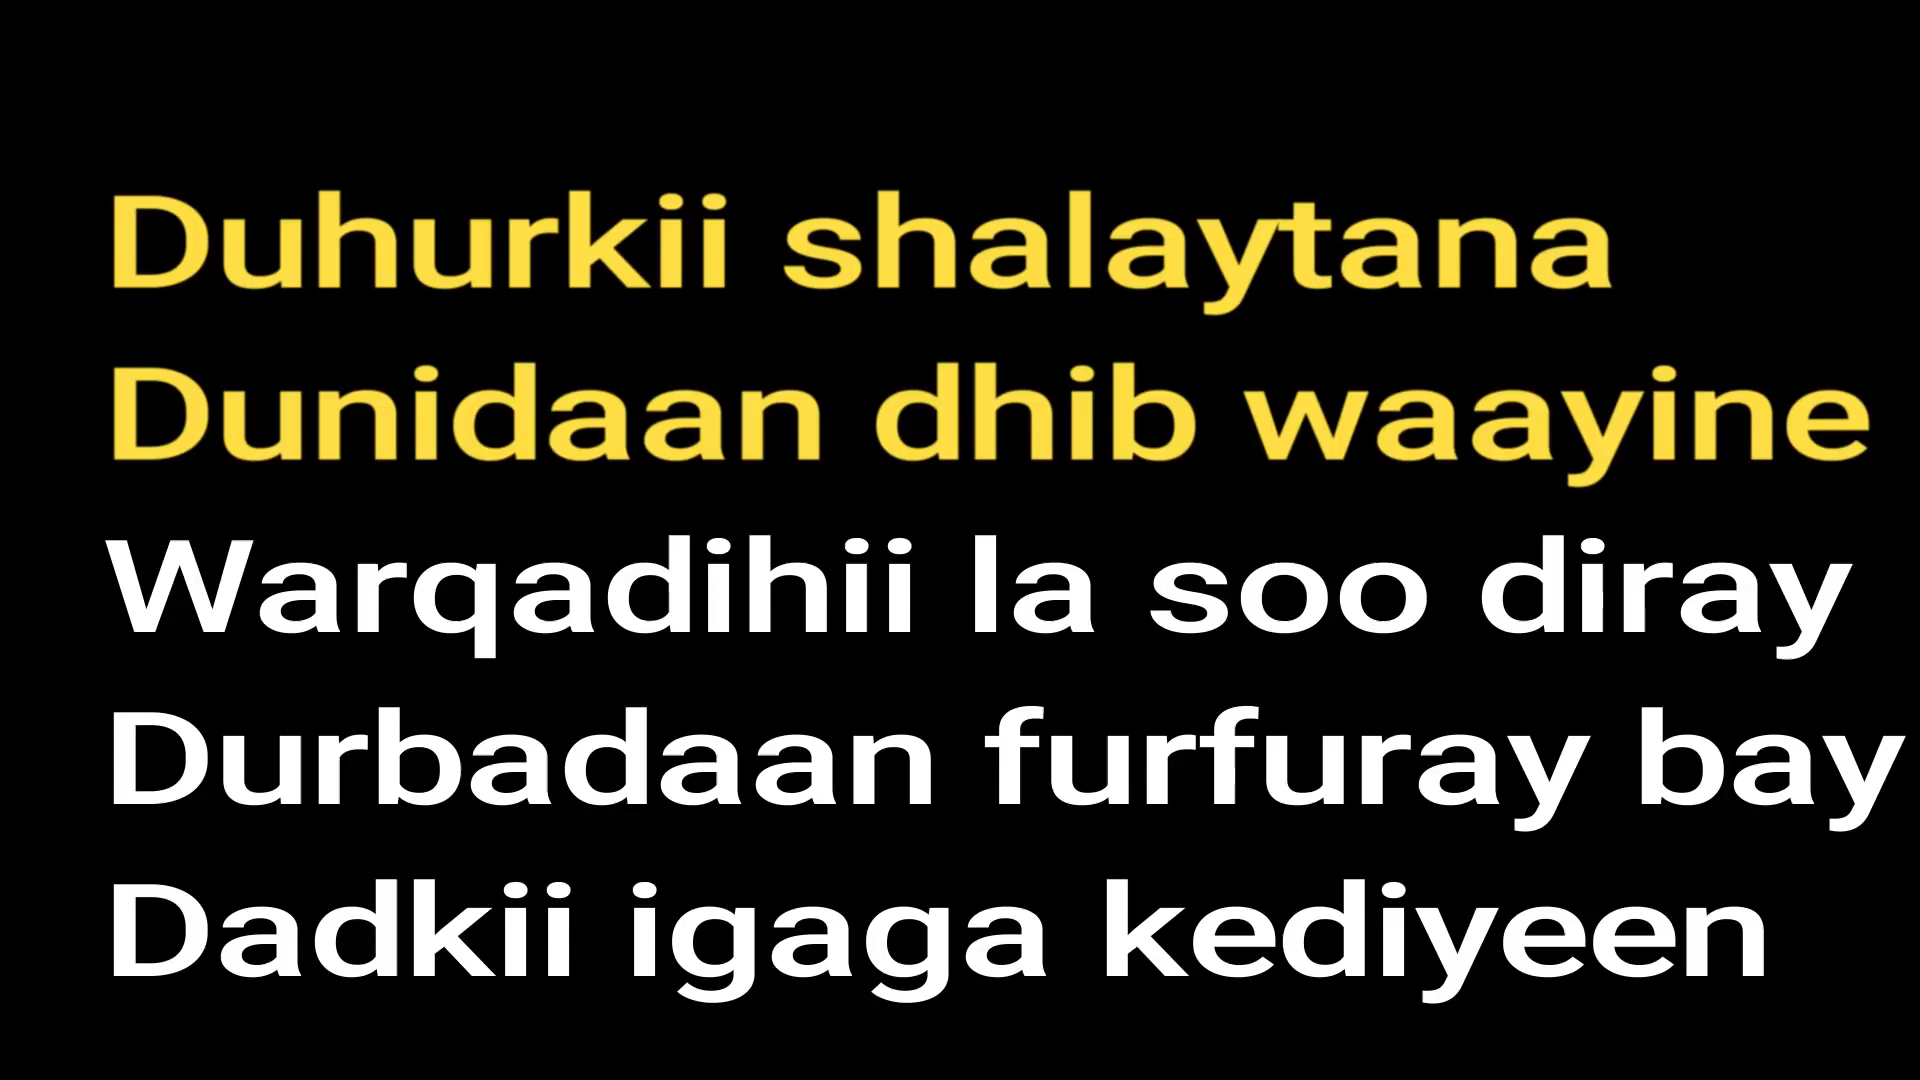 Duhurkii shalaytana
Dunidaan dhib waayine
Warqadihii la soo diray
Durbadaan furfuray bay
Dadkii igaga kediyeen